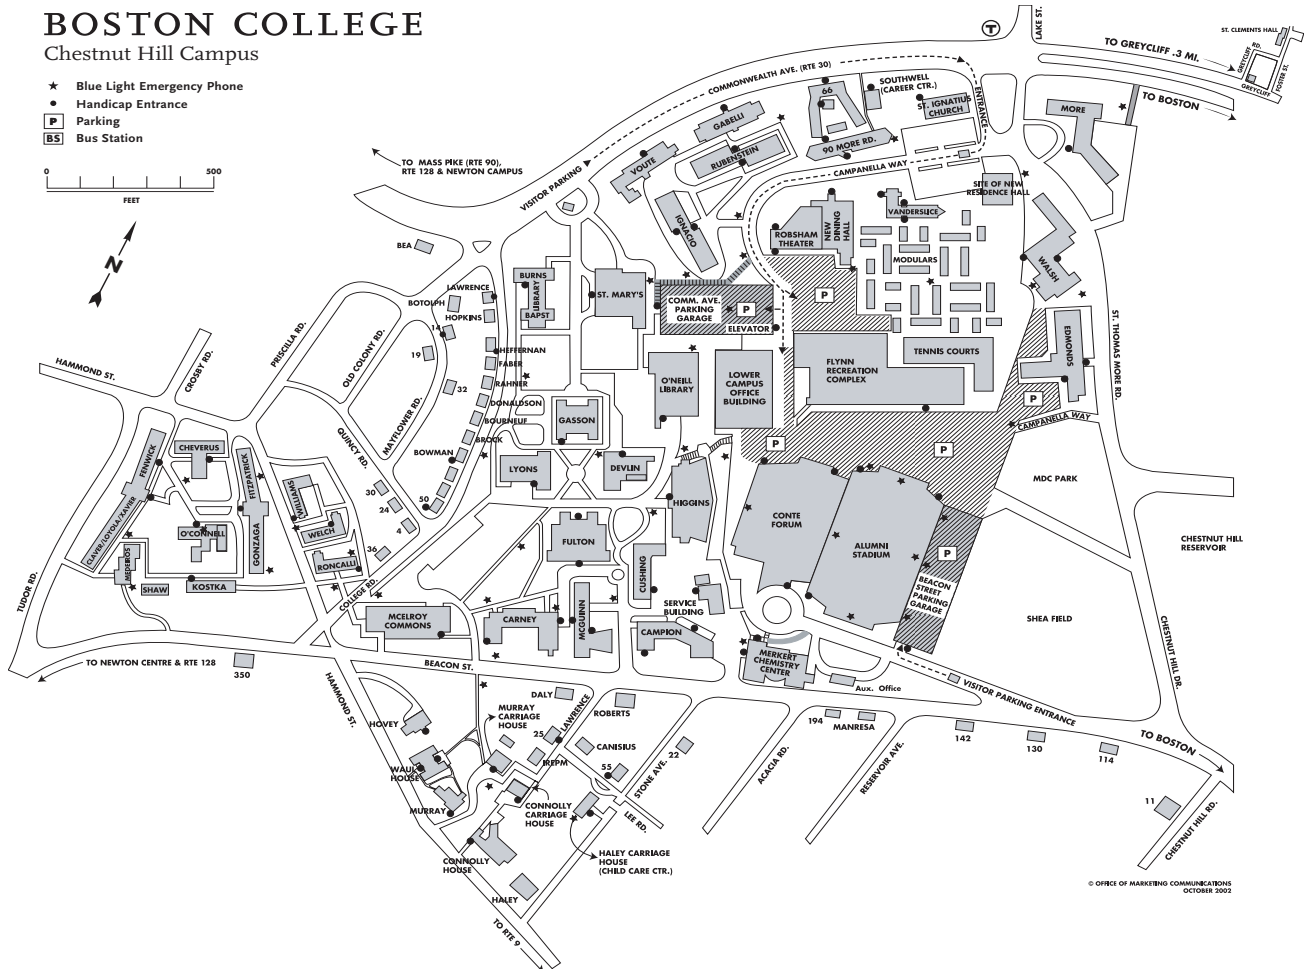 BOSTON COLLEGE
Chestnut Hill Campus
Blue Light Emergency Phone
Handicap Entrance
P Parking
BS Bus Station
0 500
FEET
N
T
LAKE ST.
TO GREYCLIFF .3 MI.
ST. CLEMENTS HALL
GREYCLIFF RD.
FOSTER ST.
GREYCLIFF
TO BOSTON
COMMONWEALTH AVE. (RTE 30)
SOUTHWELL
(CAREER CTR.)
66
ST. IGNATIUS
CHURCH
ENTRANCE
MORE
GABELLI
90 MORE RD.
RUBENSTEIN
VOUTE
CAMPANELLA WAY
TO MASS PIKE (RTE 90),
RTE 128 & NEWTON CAMPUS
VISITOR PARKING
SITE OF NEW
RESIDENCE HALL
IGNACIO
VANDERSLICE
ROBSHAM
THEATER
NEW
DINING
HALL
MODULARS
WALSH
BEA
LAWRENCE
BURNS
LIBRARY
BAPST
ST. MARY'S
COMM. AVE.
PARKING
GARAGE
P
P
ELEVATOR
BOTOLPH
HOPKINS
14
19
HEFFERNAN
FABER
RAHNER
32
DONALDSON
BOURNEUF
BROCK
BOWMAN
EDMONDS
ST. THOMAS MORE RD.
TENNIS COURTS
FLYNN
RECREATION
COMPLEX
LOWER
CAMPUS
OFFICE
BUILDING
O'NEILL
LIBRARY
P
CAMPANELLA WAY
HAMMOND ST.
CROSBY RD.
PRISCILLA RD.
OLD COLONY RD.
MAYFLOWER RD.
QUINCY RD.
GASSON
P
P
MDC PARK
CHEVERUS
FENWICK
FITZPATRICK
CLAVER/LOYOLA/XAVIER
WILLIAMS
LYONS
DEVLIN
30
24
50
4
36
HIGGINS
CONTE
FORUM
ALUMNI
STADIUM
CHESTNUT HILL
RESERVOIR
O'CONNELL
GONZAGA
WELCH
RONCALLI
FULTON
CUSHING
P
BEACON
STREET
PARKING
GARAGE
MEDEIROS
SHAW
KOSTKA
COLLEGE RD.
TUDOR RD.
MCELROY
COMMONS
CARNEY
MCGUINN
SERVICE
BUILDING
CAMPION
SHEA FIELD
MERKERT
CHEMISTRY
CENTER
CHESTNUT HILL DR.
TO NEWTON CENTRE & RTE 128
350
BEACON ST.
Aux. Office
VISITOR PARKING ENTRANCE
HAMMOND ST.
DALY
MURRAY
CARRIAGE
HOUSE
LAWRENCE
ROBERTS
194
MANRESA
142
130
114
TO BOSTON
HOVEY
25
CANISIUS
22
WAUL
HOUSE
IREPM
55
STONE AVE.
ACACIA RD.
RESERVOIR AVE.
MURRAY
CONNOLLY
CARRIAGE
HOUSE
LEE RD.
11
CHESTNUT HILL RD.
CONNOLLY
HOUSE
HALEY CARRIAGE
HOUSE
(CHILD CARE CTR.)
HALEY
TO RTE 9
© OFFICE OF MARKETING COMMUNICATIONS
OCTOBER 2002